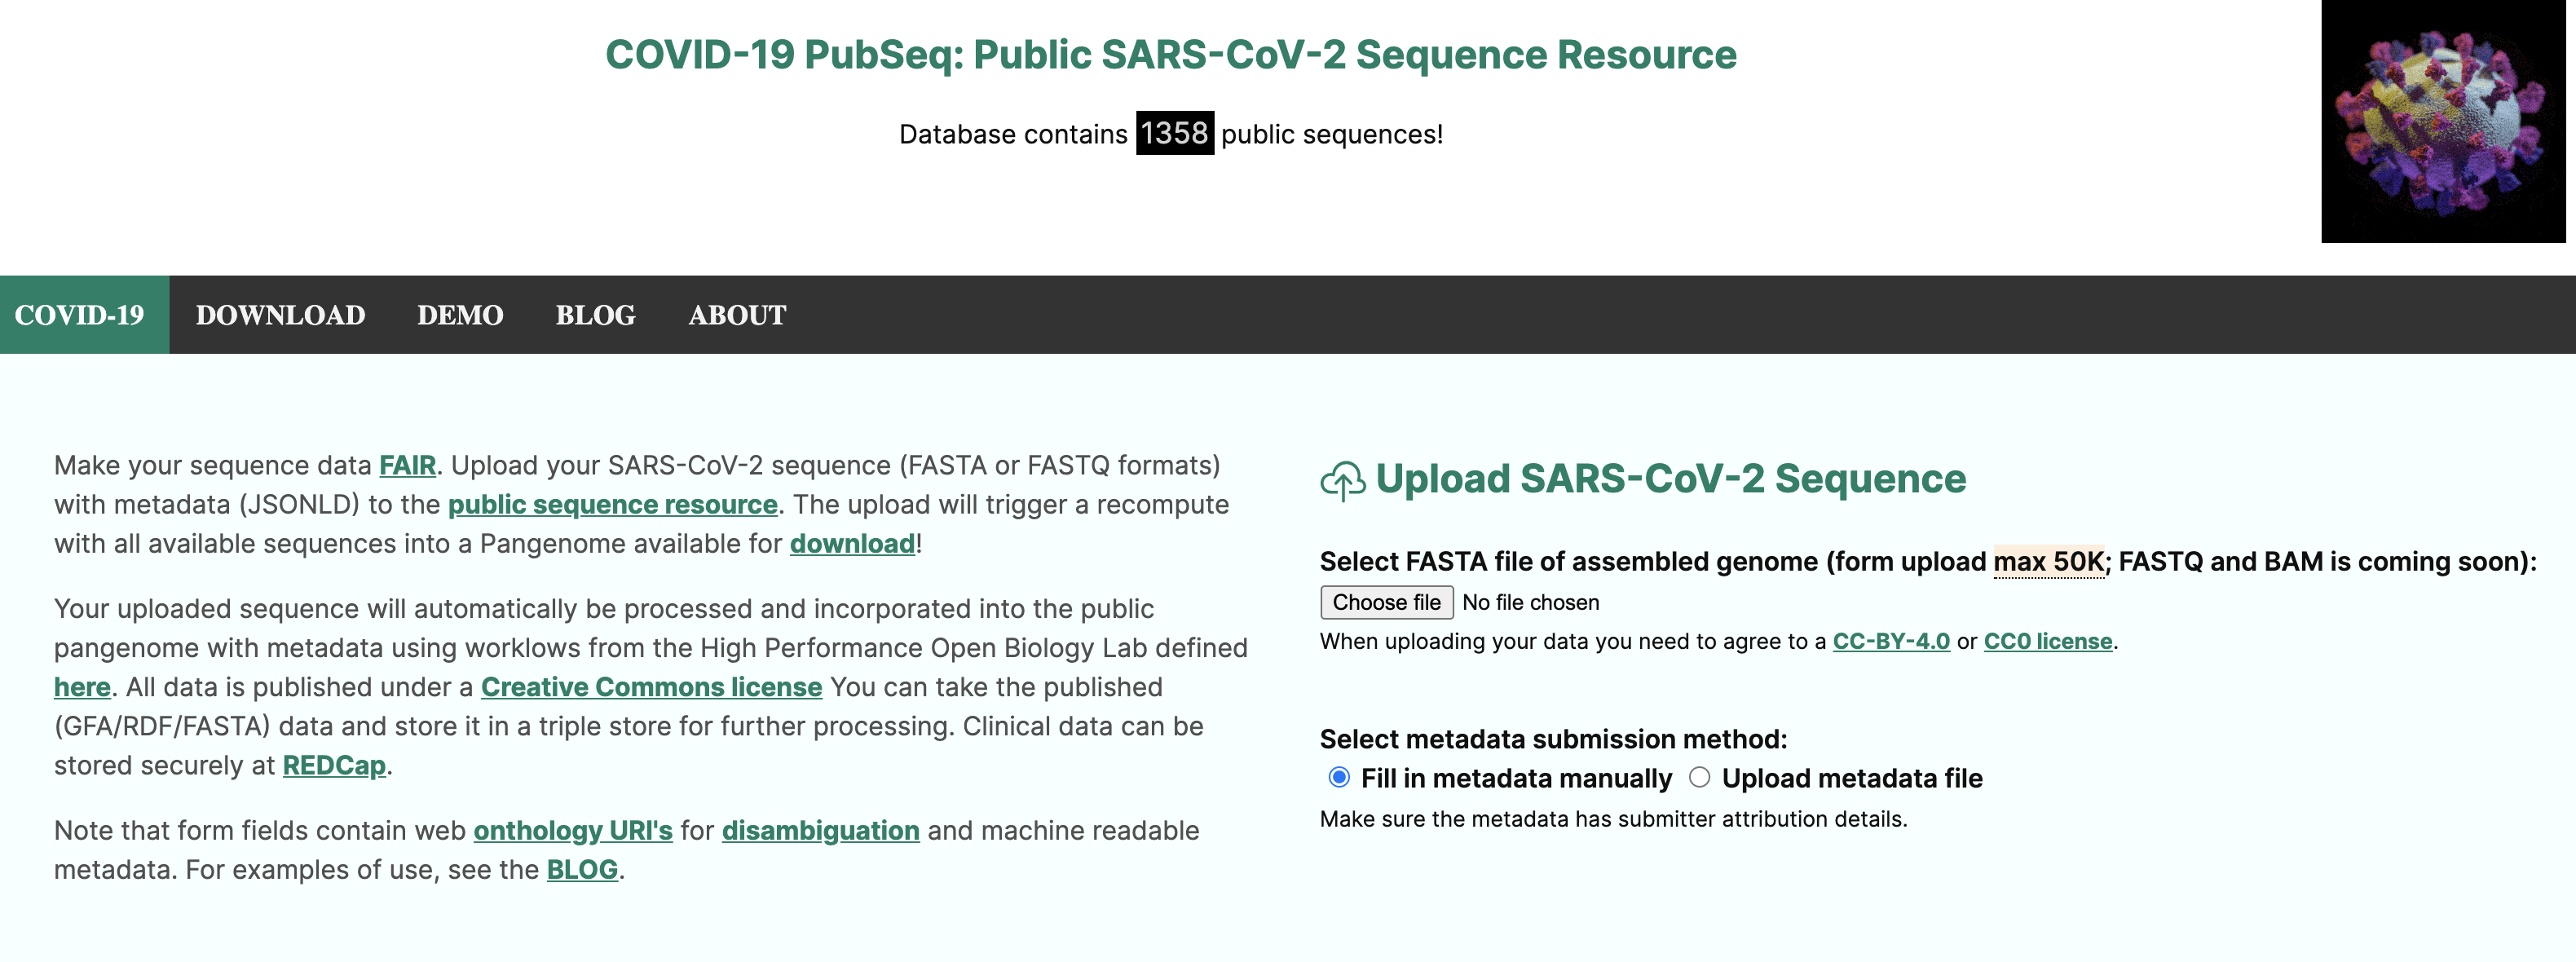 COVID-19 PubSeq: Public SARS-CoV-2 Sequence Resource
Database contains 1358 public sequences!
COVID-19 DOWNLOAD DEMO BLOG ABOUT
Make your sequence data FAIR. Upload your SARS-CoV-2 sequence (FASTA or FASTQ formats)
with metadata (JSONLD) to the public sequence resource. The upload will trigger a recompute
with all available sequences into a Pangenome available for download!
Your uploaded sequence will automatically be processed and incorporated into the public
pangenome with metadata using worklows from the High Performance Open Biology Lab defined
here. All data is published under a Creative Commons license You can take the published
(GFA/RDF/FASTA) data and store it in a triple store for further processing. Clinical data can be
stored securely at REDCap.
Note that form fields contain web onthology URI's for disambiguation and machine readable
metadata. For examples of use, see the BLOG.
Upload SARS-CoV-2 Sequence
Select FASTA file of assembled genome (form upload max 50K; FASTQ and BAM is coming soon):
Choose file No file chosen
When uploading your data you need to agree to a CC-BY-4.0 or CC0 license.
Select metadata submission method:
Fill in metadata manually Upload metadata file
Make sure the metadata has submitter attribution details.